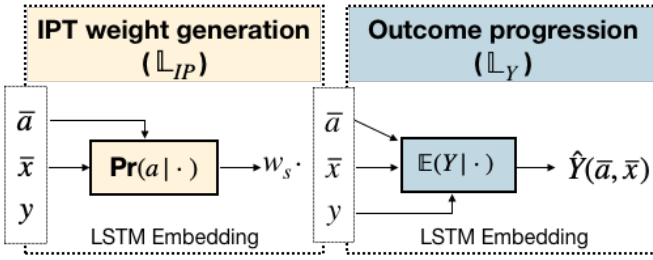 IPT weight generation
(𝕃_IP)
ā
x̄
y
Pr(a | ·)
w_s ·
LSTM Embedding
Outcome progression
(𝕃_Y)
ā
x̄
y
𝔼(Y | ·)
Ŷ(ā, x̄)
LSTM Embedding